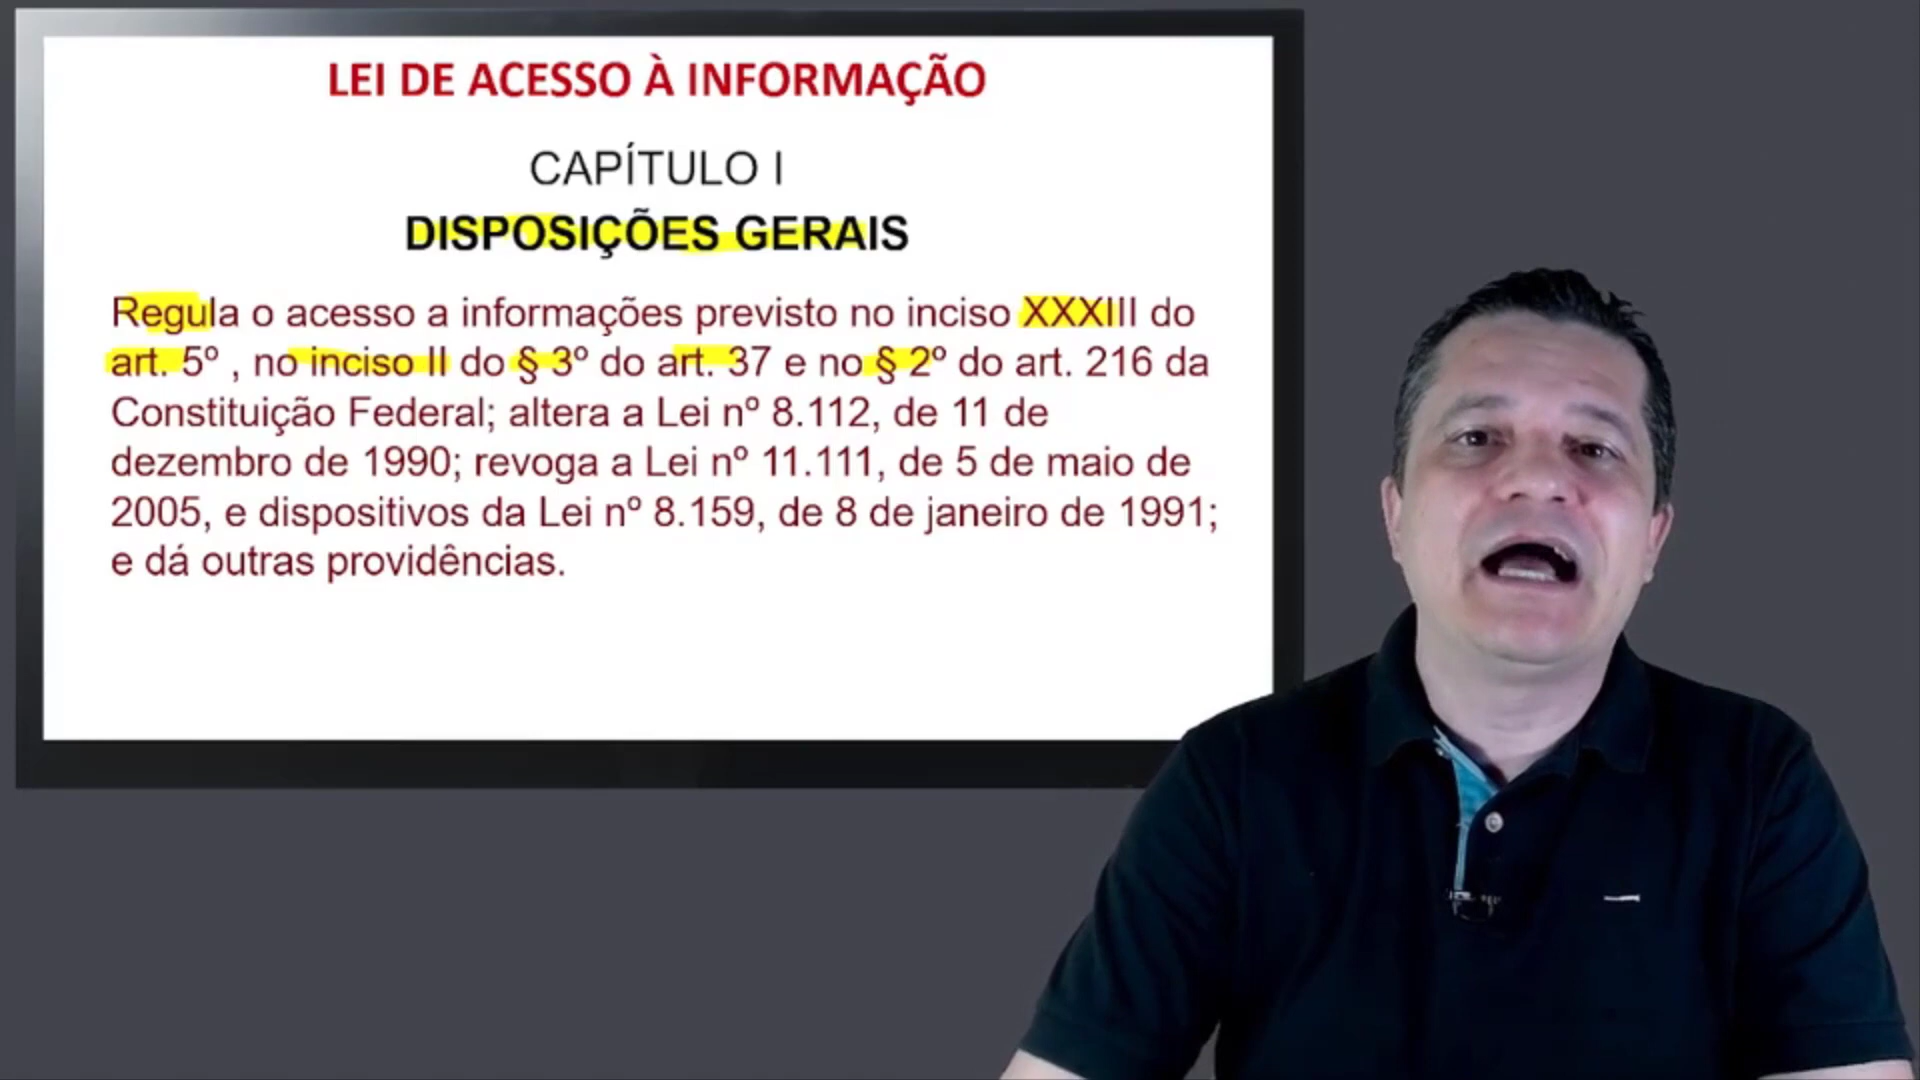 LEI DE ACESSO À INFORMAÇÃO
CAPÍTULO I
DISPOSIÇÕES GERAIS
Regula o acesso a informações previsto no inciso XXXIII do
art. 5º , no inciso II do § 3º do art. 37 e no § 2º do art. 216 da
Constituição Federal; altera a Lei nº 8.112, de 11 de
dezembro de 1990; revoga a Lei nº 11.111, de 5 de maio de
2005, e dispositivos da Lei nº 8.159, de 8 de janeiro de 1991;
e dá outras providências.